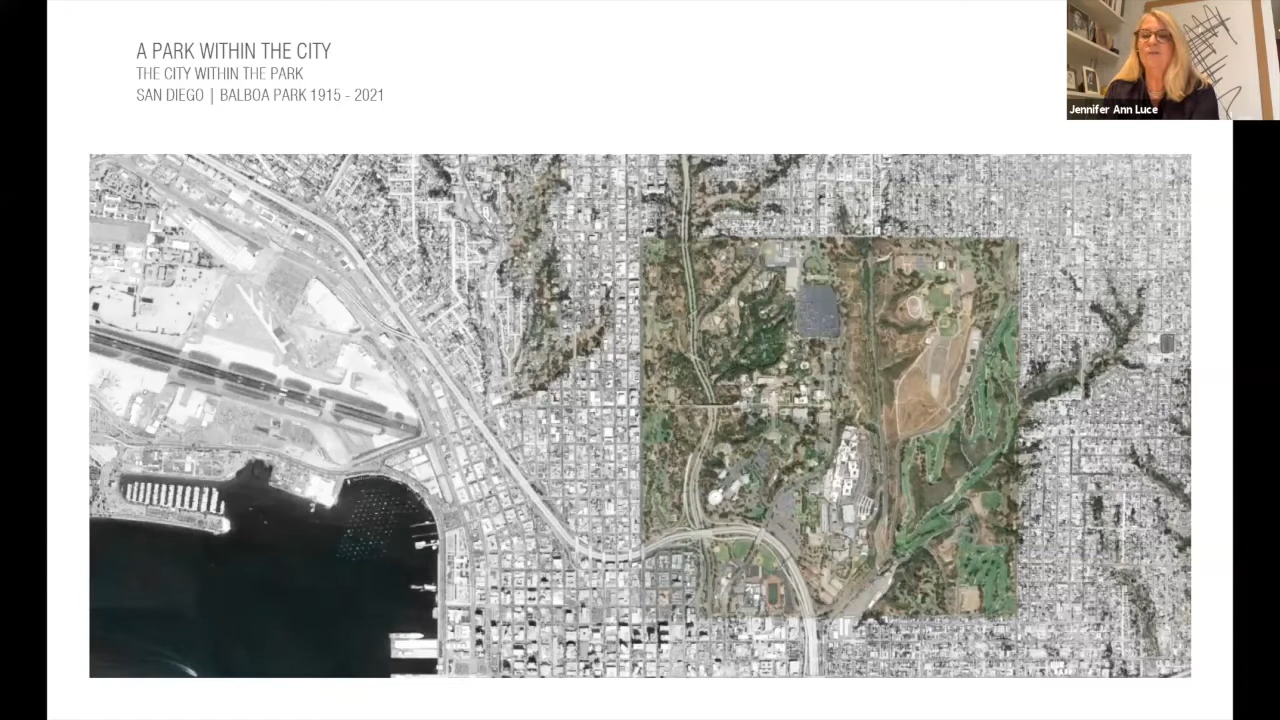 A PARK WITHIN THE CITY
THE CITY WITHIN THE PARK
SAN DIEGO | BALBOA PARK 1915 - 2021
Jennifer Ann Luce